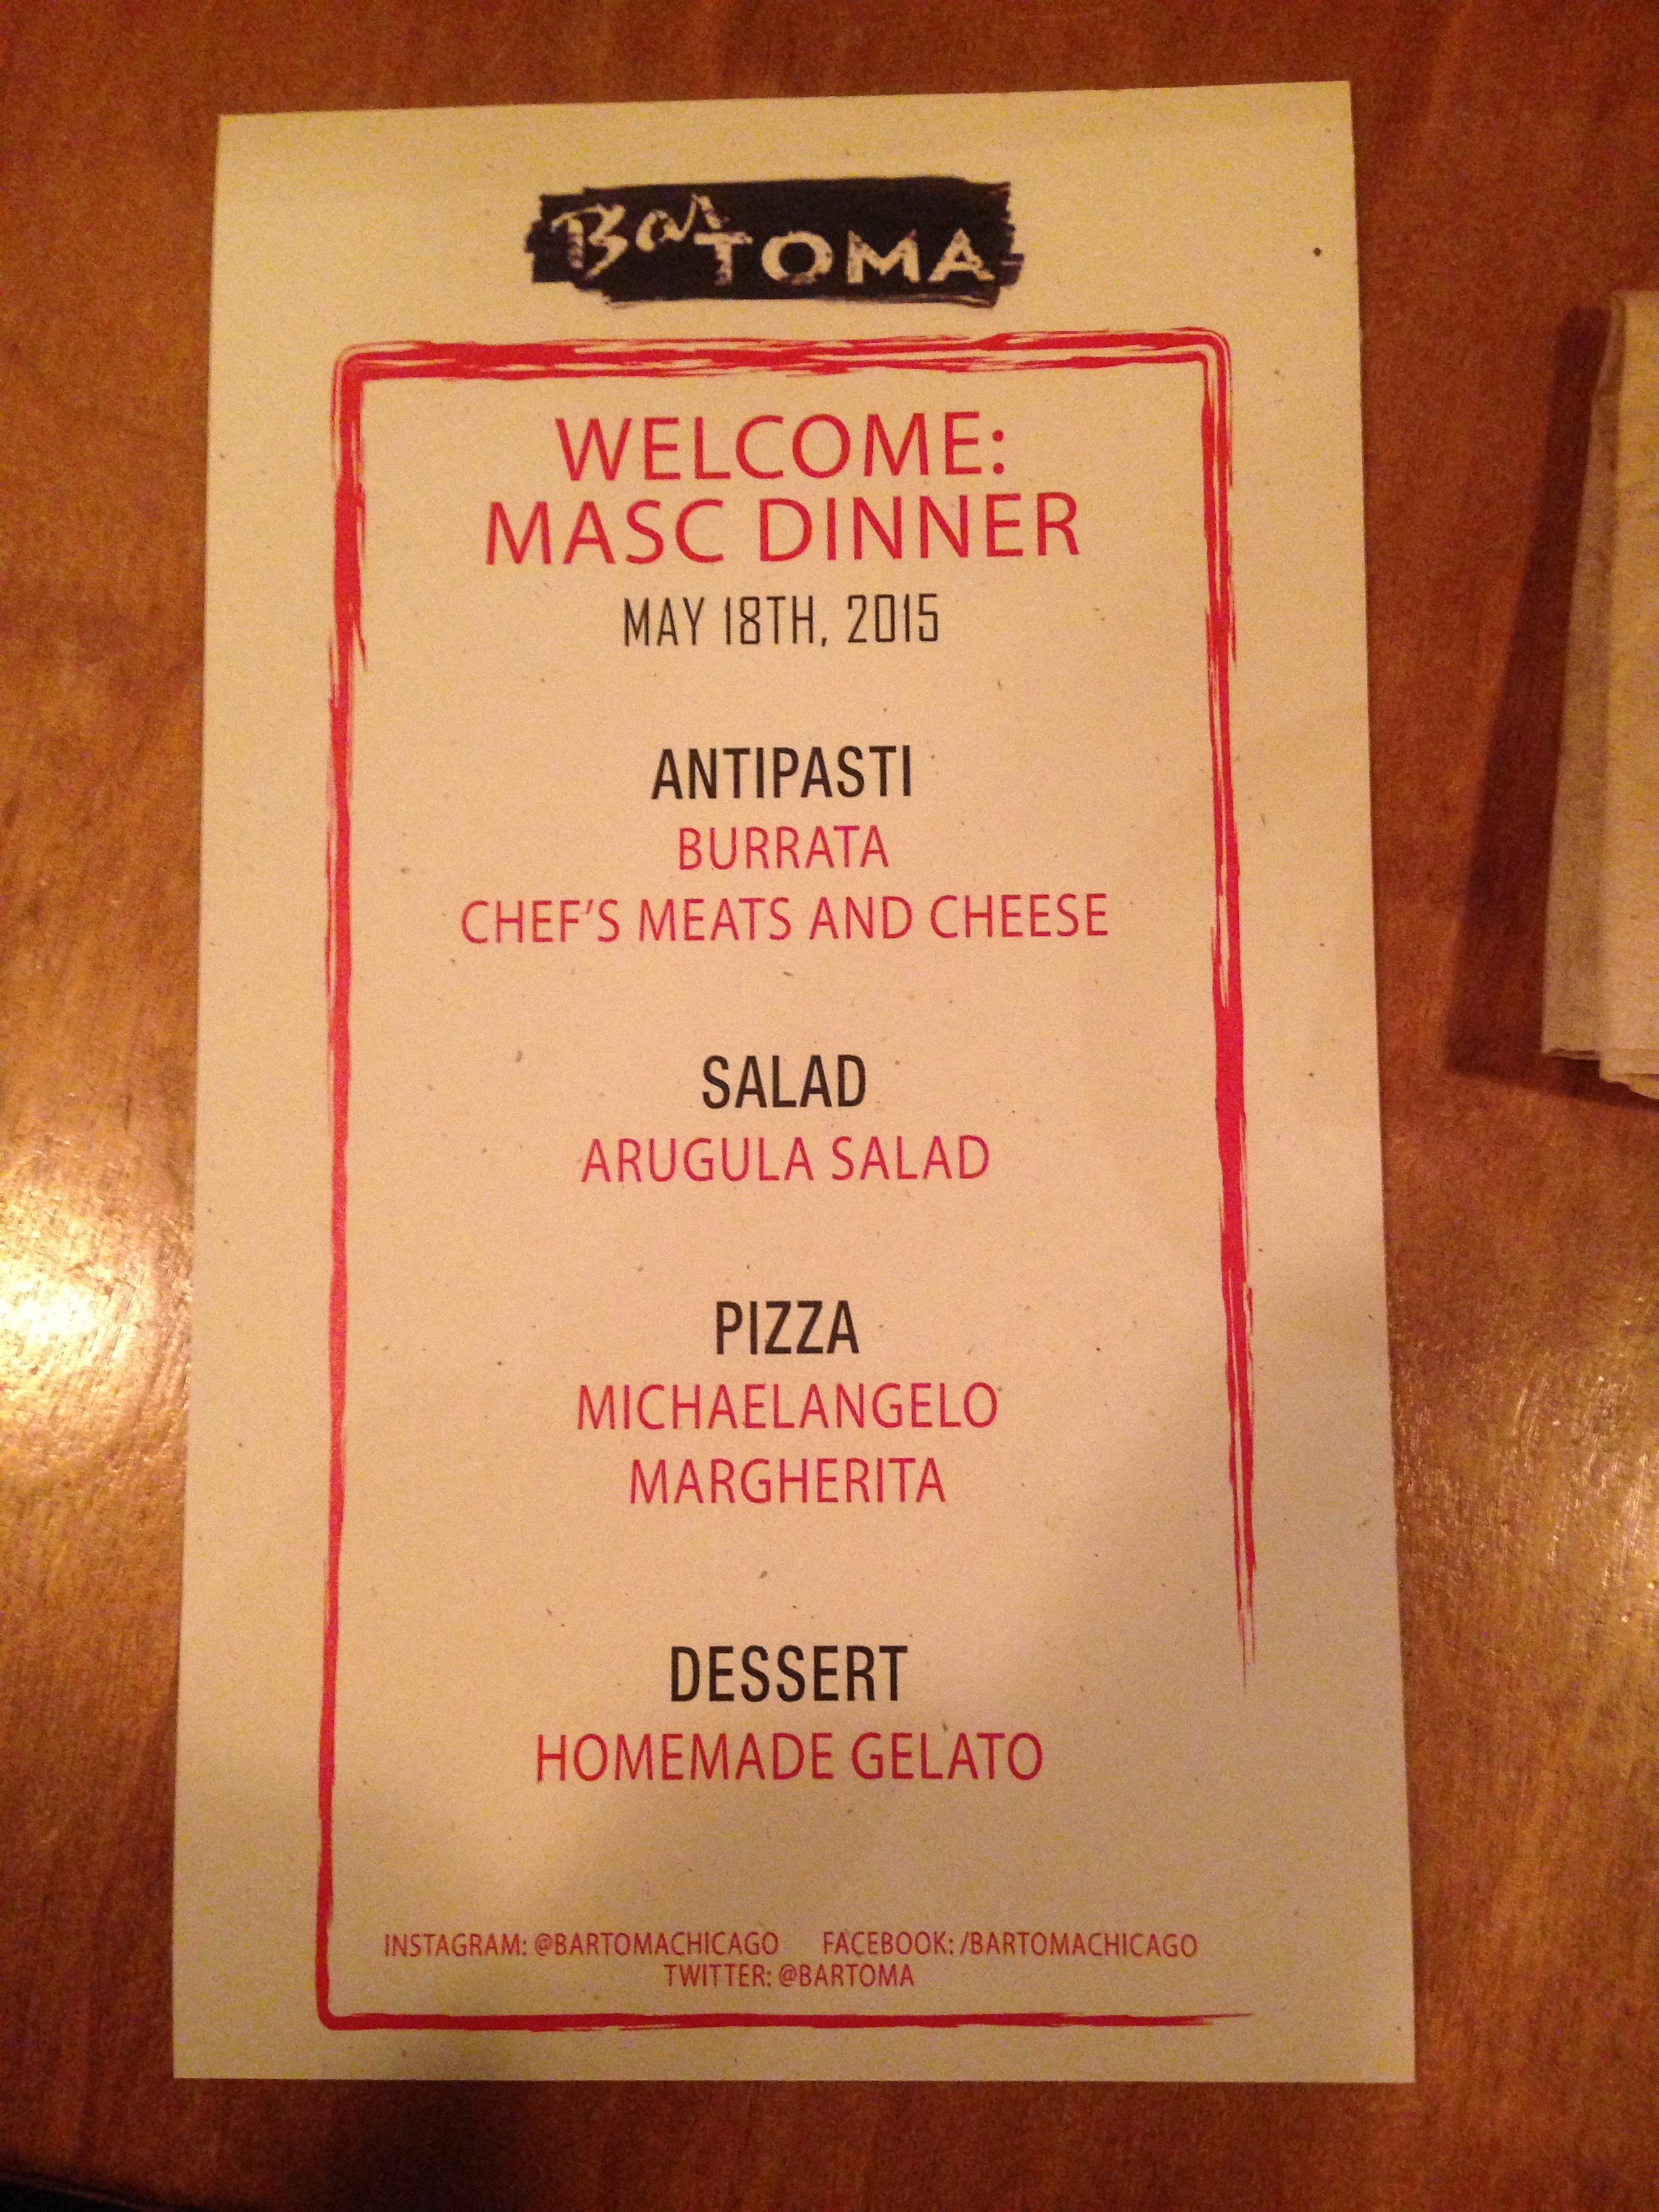 Bar TOMA
WELCOME:
MASC DINNER
MAY 18TH, 2015
ANTIPASTI
BURRATA
CHEF'S MEATS AND CHEESE
SALAD
ARUGULA SALAD
PIZZA
MICHAELANGELO
MARGHERITA
DESSERT
HOMEMADE GELATO
INSTAGRAM: @BARTOMACHICAGO FACEBOOK: /BARTOMACHICAGO
TWITTER: @BARTOMA